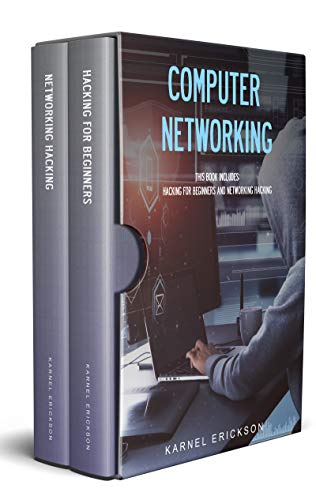 NETWORKING HACKING
KARNEL ERICKSON
HACKING FOR BEGINNERS
KARNEL ERICKSON
COMPUTER
NETWORKING
THIS BOOK INCLUDES:
HACKING FOR BEGINNERS AND NETWORKING HACKING
KARNEL ERICKSON